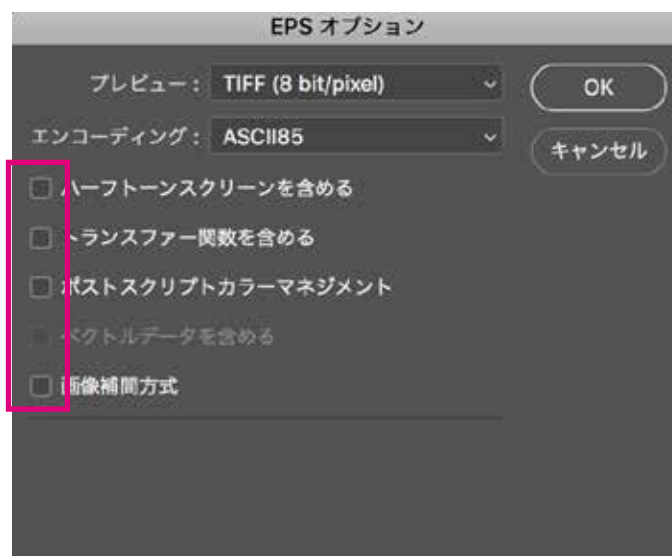 EPS オプション
プレビュー： TIFF (8 bit/pixel)
OK
エンコーディング： ASCII85
キャンセル
ハーフトーンスクリーンを含める
トランスファー関数を含める
ポストスクリプトカラーマネジメント
ベクトルデータを含める
画像補間方式